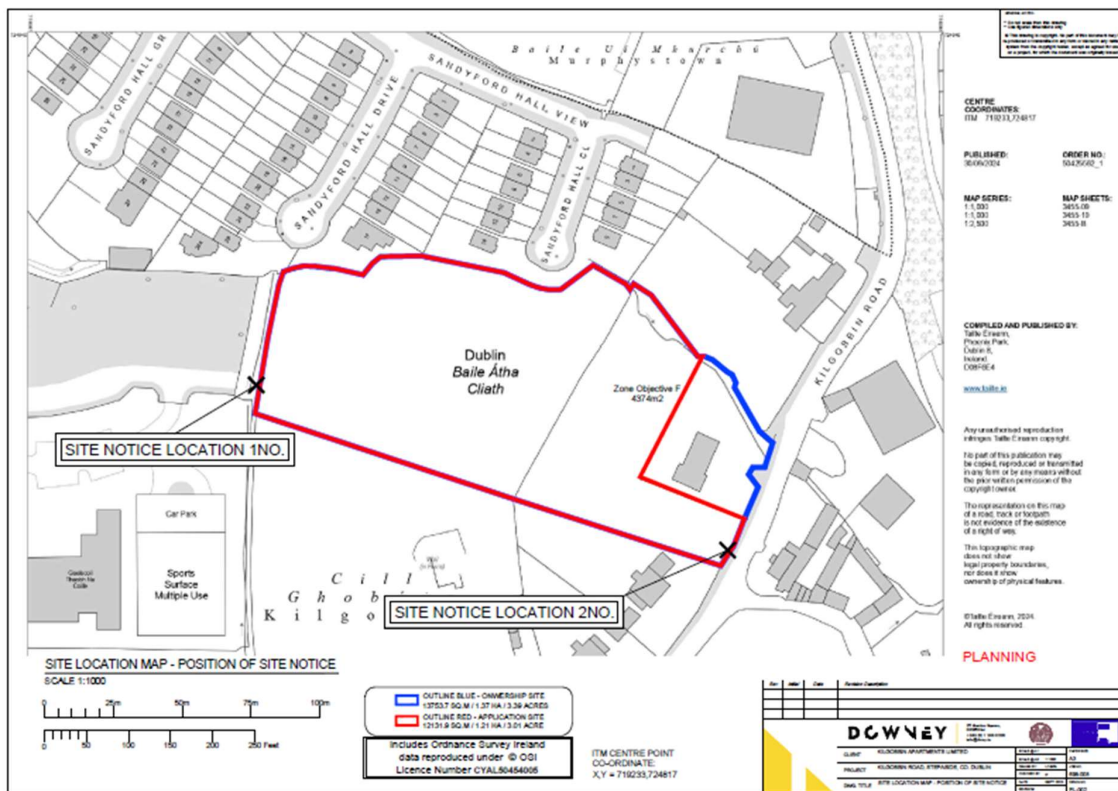 Baile Uí Mhurchú
Murphystown
SANDYFORD HALL GR
SANDYFORD HALL DRIVE
SANDYFORD HALL VIEW
SANDYFORD HALL CL
KILGOBBIN ROAD
Dublin
Baile Átha
Cliath
Zone Objective F
4374m2
SITE NOTICE LOCATION 1NO.
SITE NOTICE LOCATION 2NO.
Car Park
Sports
Surface
Multiple Use
Cill
Kilgo
SITE LOCATION MAP - POSITION OF SITE NOTICE
SCALE 1:1000
0 25m 50m 75m 100m
0 50 100 150 200 250 Feet
OUTLINE BLUE - ONWERSHIP SITE
13753.7 SQ.M / 1.37 HA / 3.39 ACRES
OUTLINE RED - APPLICATION SITE
12131.9 SQ.M / 1.21 HA / 3.01 ACRES
Includes Ordnance Survey Ireland
data reproduced under © OSI
Licence Number CYAL50454005
ITM CENTRE POINT
CO-ORDINATE:
X,Y = 719233,724817
CENTRE
COORDINATES:
ITM 719233,724817
PUBLISHED:
ORDER NO.:
MAP SERIES:
1:1,000
1:1,000
1:2,500
MAP SHEETS:
3455-09
3455-10
3455-B
COMPILED AND PUBLISHED BY:
Tailte Éireann,
Phoenix Park,
Dublin 8,
Ireland.
D08F6E4
www.tailte.ie
Any unauthorised reproduction
infringes Tailte Éireann copyright.
No part of this publication may
be copied, reproduced or transmitted
in any form or by any means without
the prior written permission of the
copyright owner.
The representation on this map
of a road, track or footpath
is not evidence of the existence
of a right of way.
This topographic map
does not show
legal property boundaries,
nor does it show
ownership of physical features.
©Tailte Éireann, 2024.
All rights reserved.
PLANNING
DOWNEY
CLIENT KILGOBBIN APARTMENTS LIMITED
PROJECT KILGOBBIN ROAD, STEPASIDE, CO. DUBLIN
DWG. TITLE SITE LOCATION MAP - POSITION OF SITE NOTICE